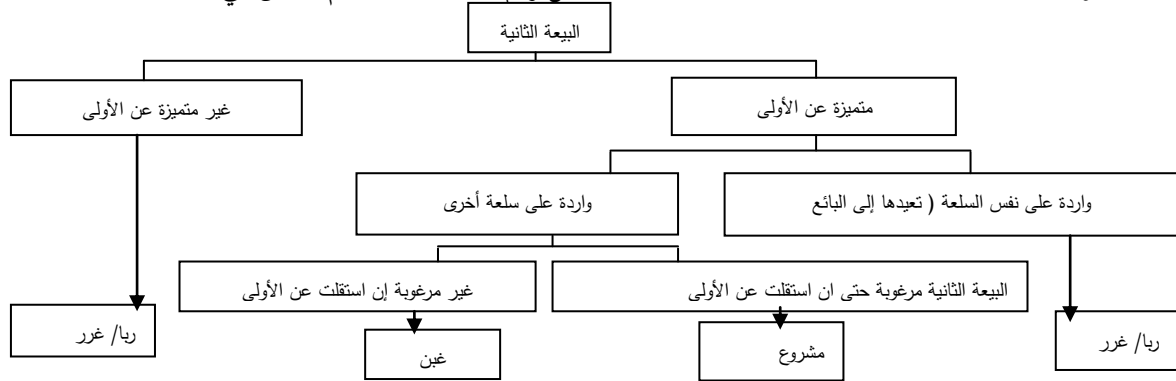 البيعة الثانية
متميزة عن الأولى
غير متميزة عن الأولى
واردة على نفس السلعة ( تعيدها إلى البائع
واردة على سلعة أخرى
البيعة الثانية مرغوبة حتى ان استقلت عن الأولى
غير مرغوبة إن استقلت عن الأولى
ربا/ غرر
مشروع
غبن
ربا/ غرر